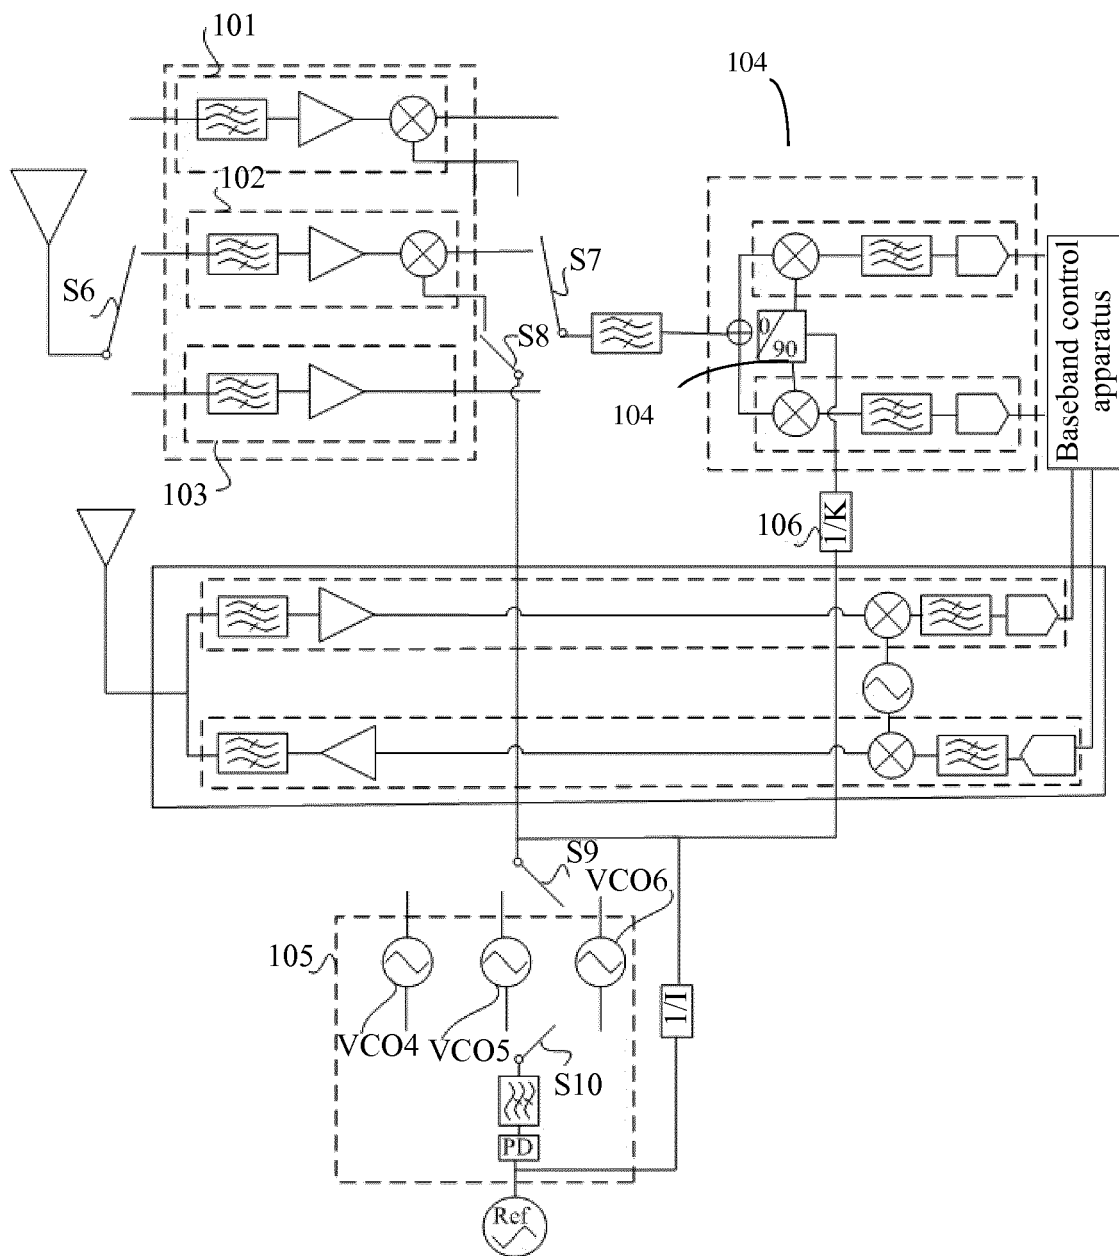 101
104
102
S6
S7
S8
0
90
104
Baseband control
apparatus
103
106
1/K
S9
VCO6
105
1/I
VCO4
VCO5
S10
PD
Ref